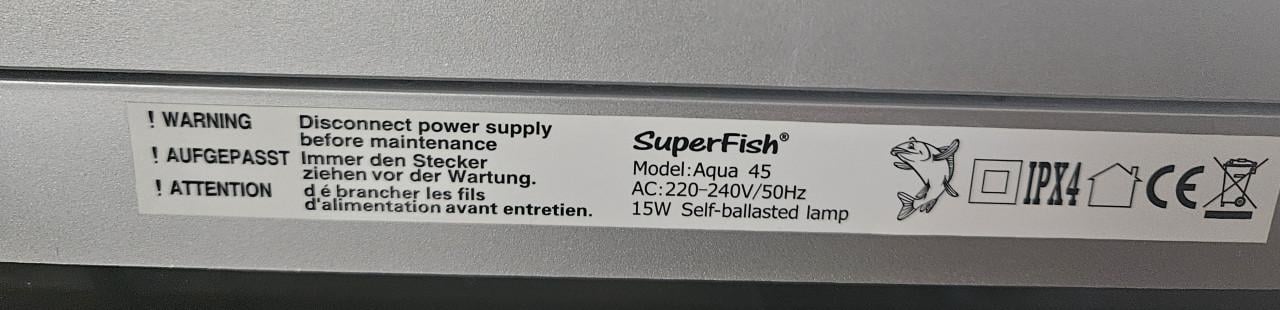 ! WARNING Disconnect power supply
before maintenance
! AUFGEPASST Immer den Stecker
ziehen vor der Wartung.
! ATTENTION d é brancher les fils
d'alimentation avant entretien.
SuperFish®
Model:Aqua 45
AC:220-240V/50Hz
15W Self-ballasted lamp
IPX4 CE